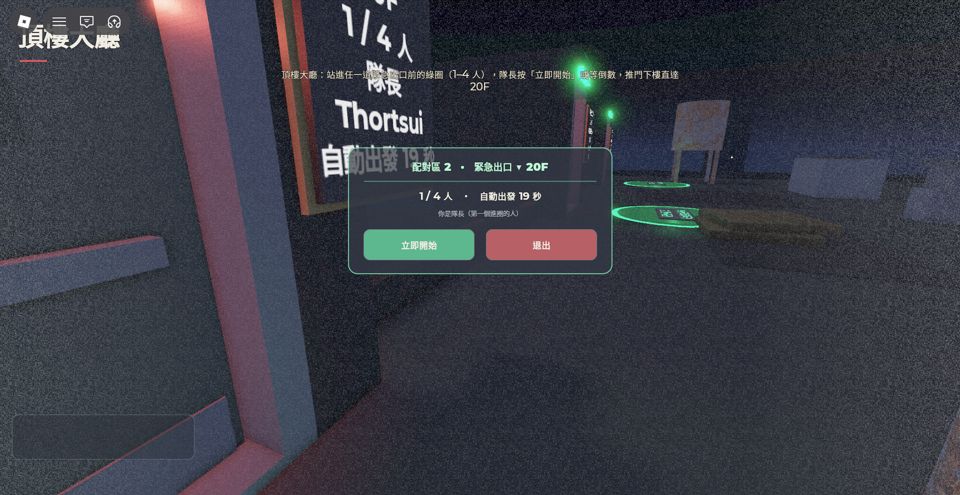 頂樓大廳
1 / 4 人
隊長
Thortsui
自動出發 19 秒
頂樓大廳：站進任一
口前的綠圈（1–4 人），隊長按「立即開始」
等倒數，推門下樓直達
20F
配對區 2 • 緊急出口 ▼ 20F
1 / 4 人 • 自動出發 19 秒
你是隊長（第一個進圈的人）
立即開始
退出